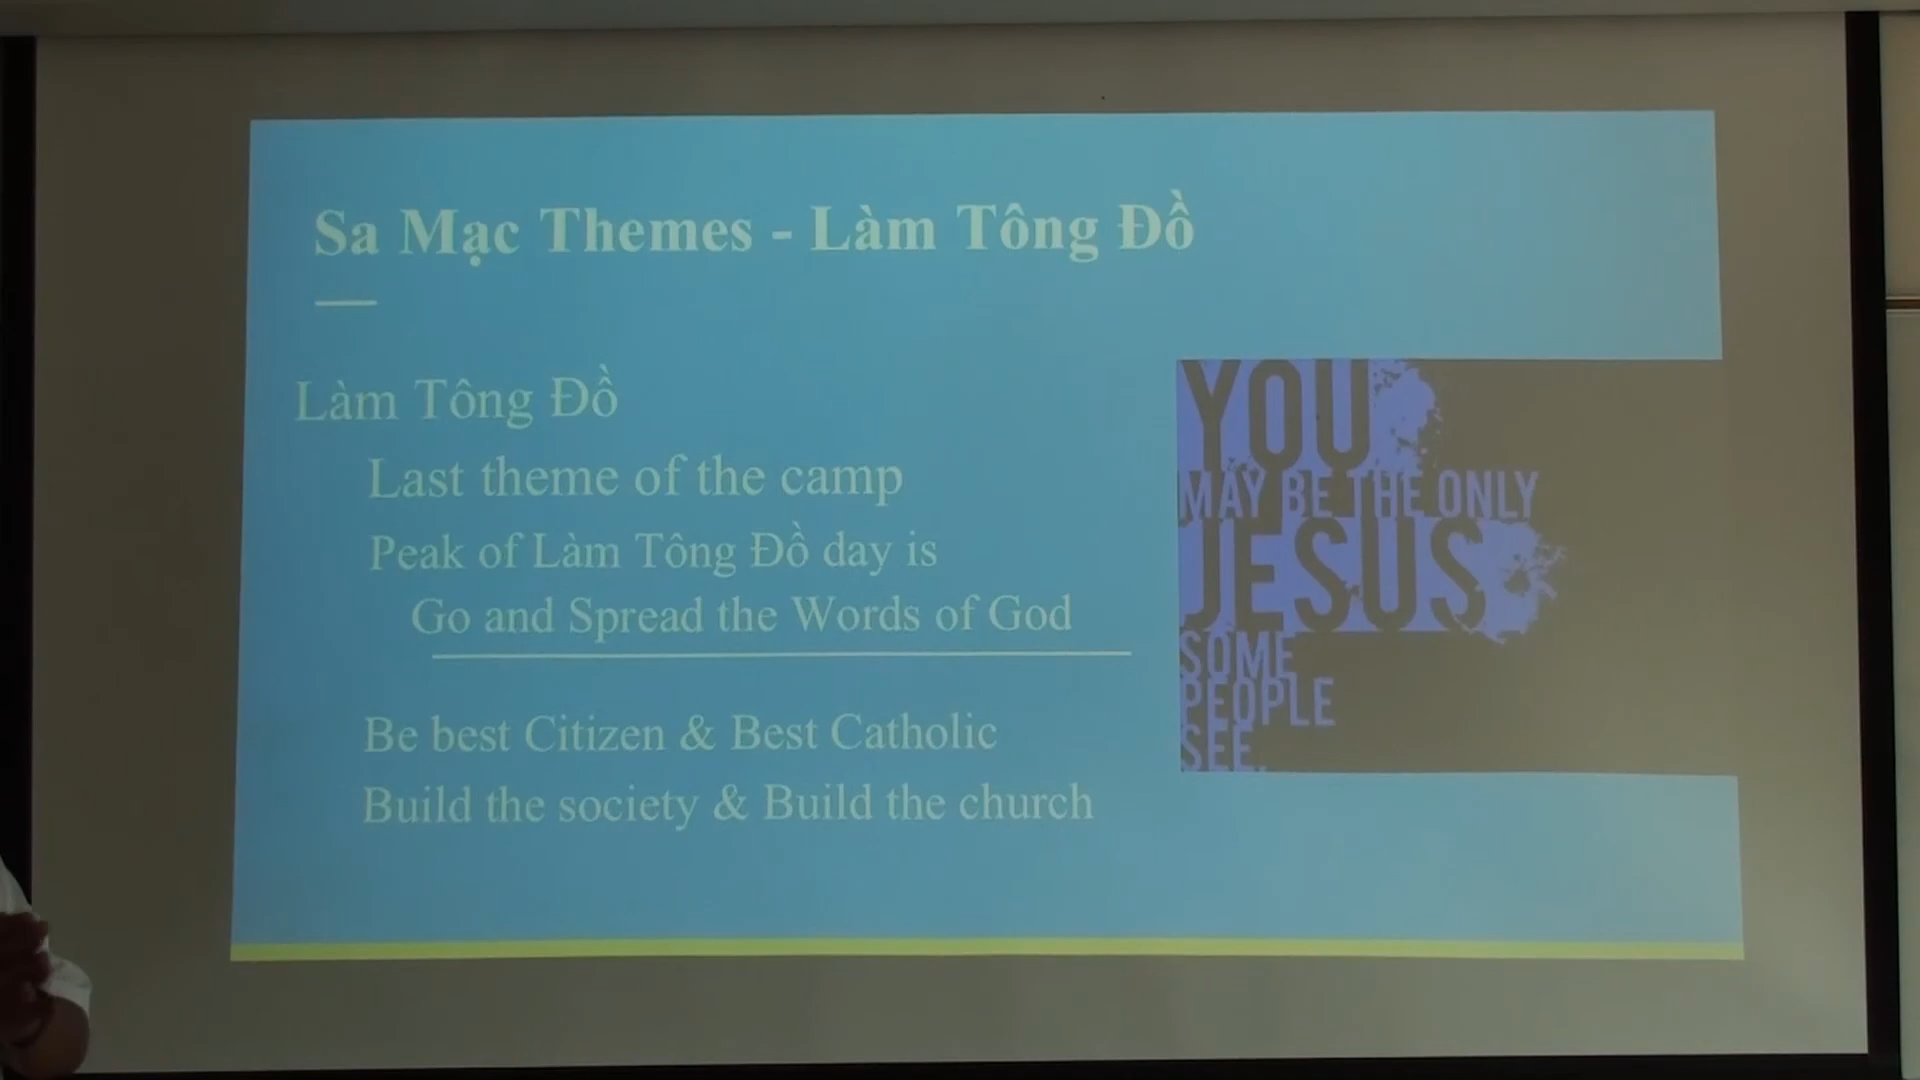 Sa Mạc Themes - Làm Tông Đồ
Làm Tông Đồ
Last theme of the camp
Peak of Làm Tông Đồ day is
Go and Spread the Words of God
Be best Citizen & Best Catholic
Build the society & Build the church
YOU
MAY BE THE ONLY
JESUS
SOME
PEOPLE
SEE.